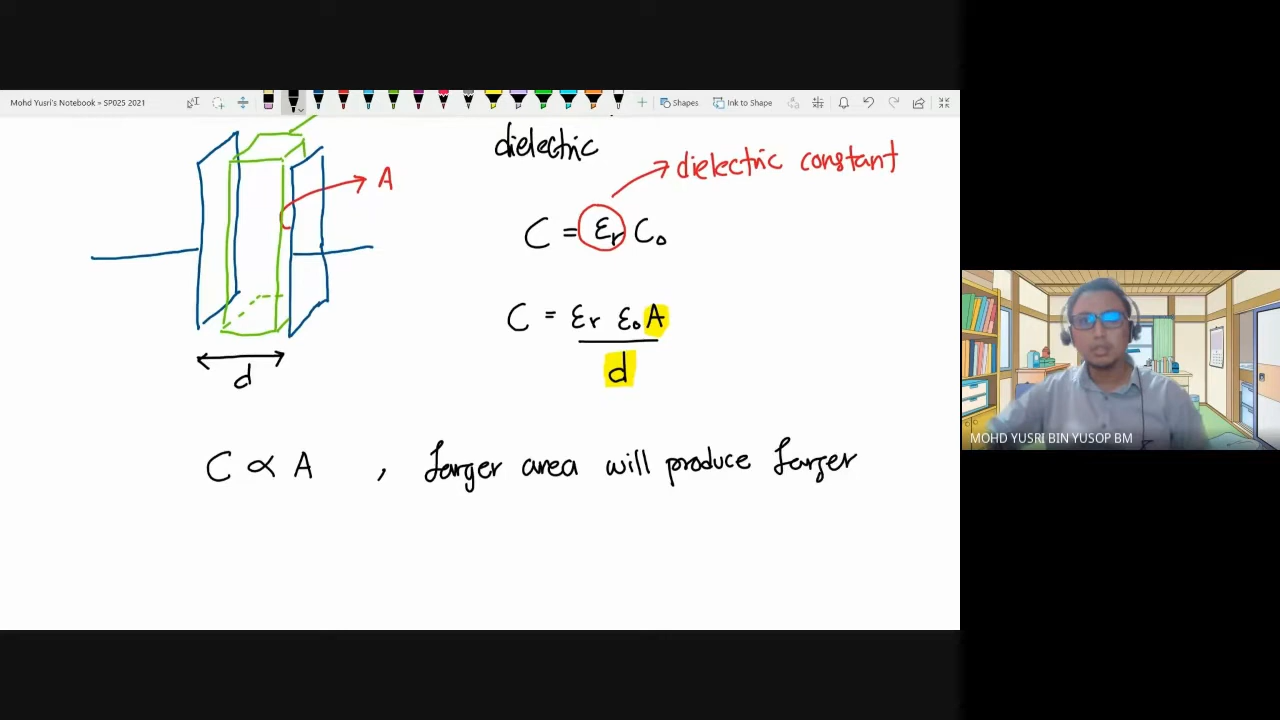 Mohd Yusri's Notebook » SP025 2021
Shapes
Ink to Shape
dielectric
dielectric constant
A
C = εr C₀
C = εr ε₀ A
d
d
C ∝ A , larger area will produce larger
MOHD YUSRI BIN YUSOP BM